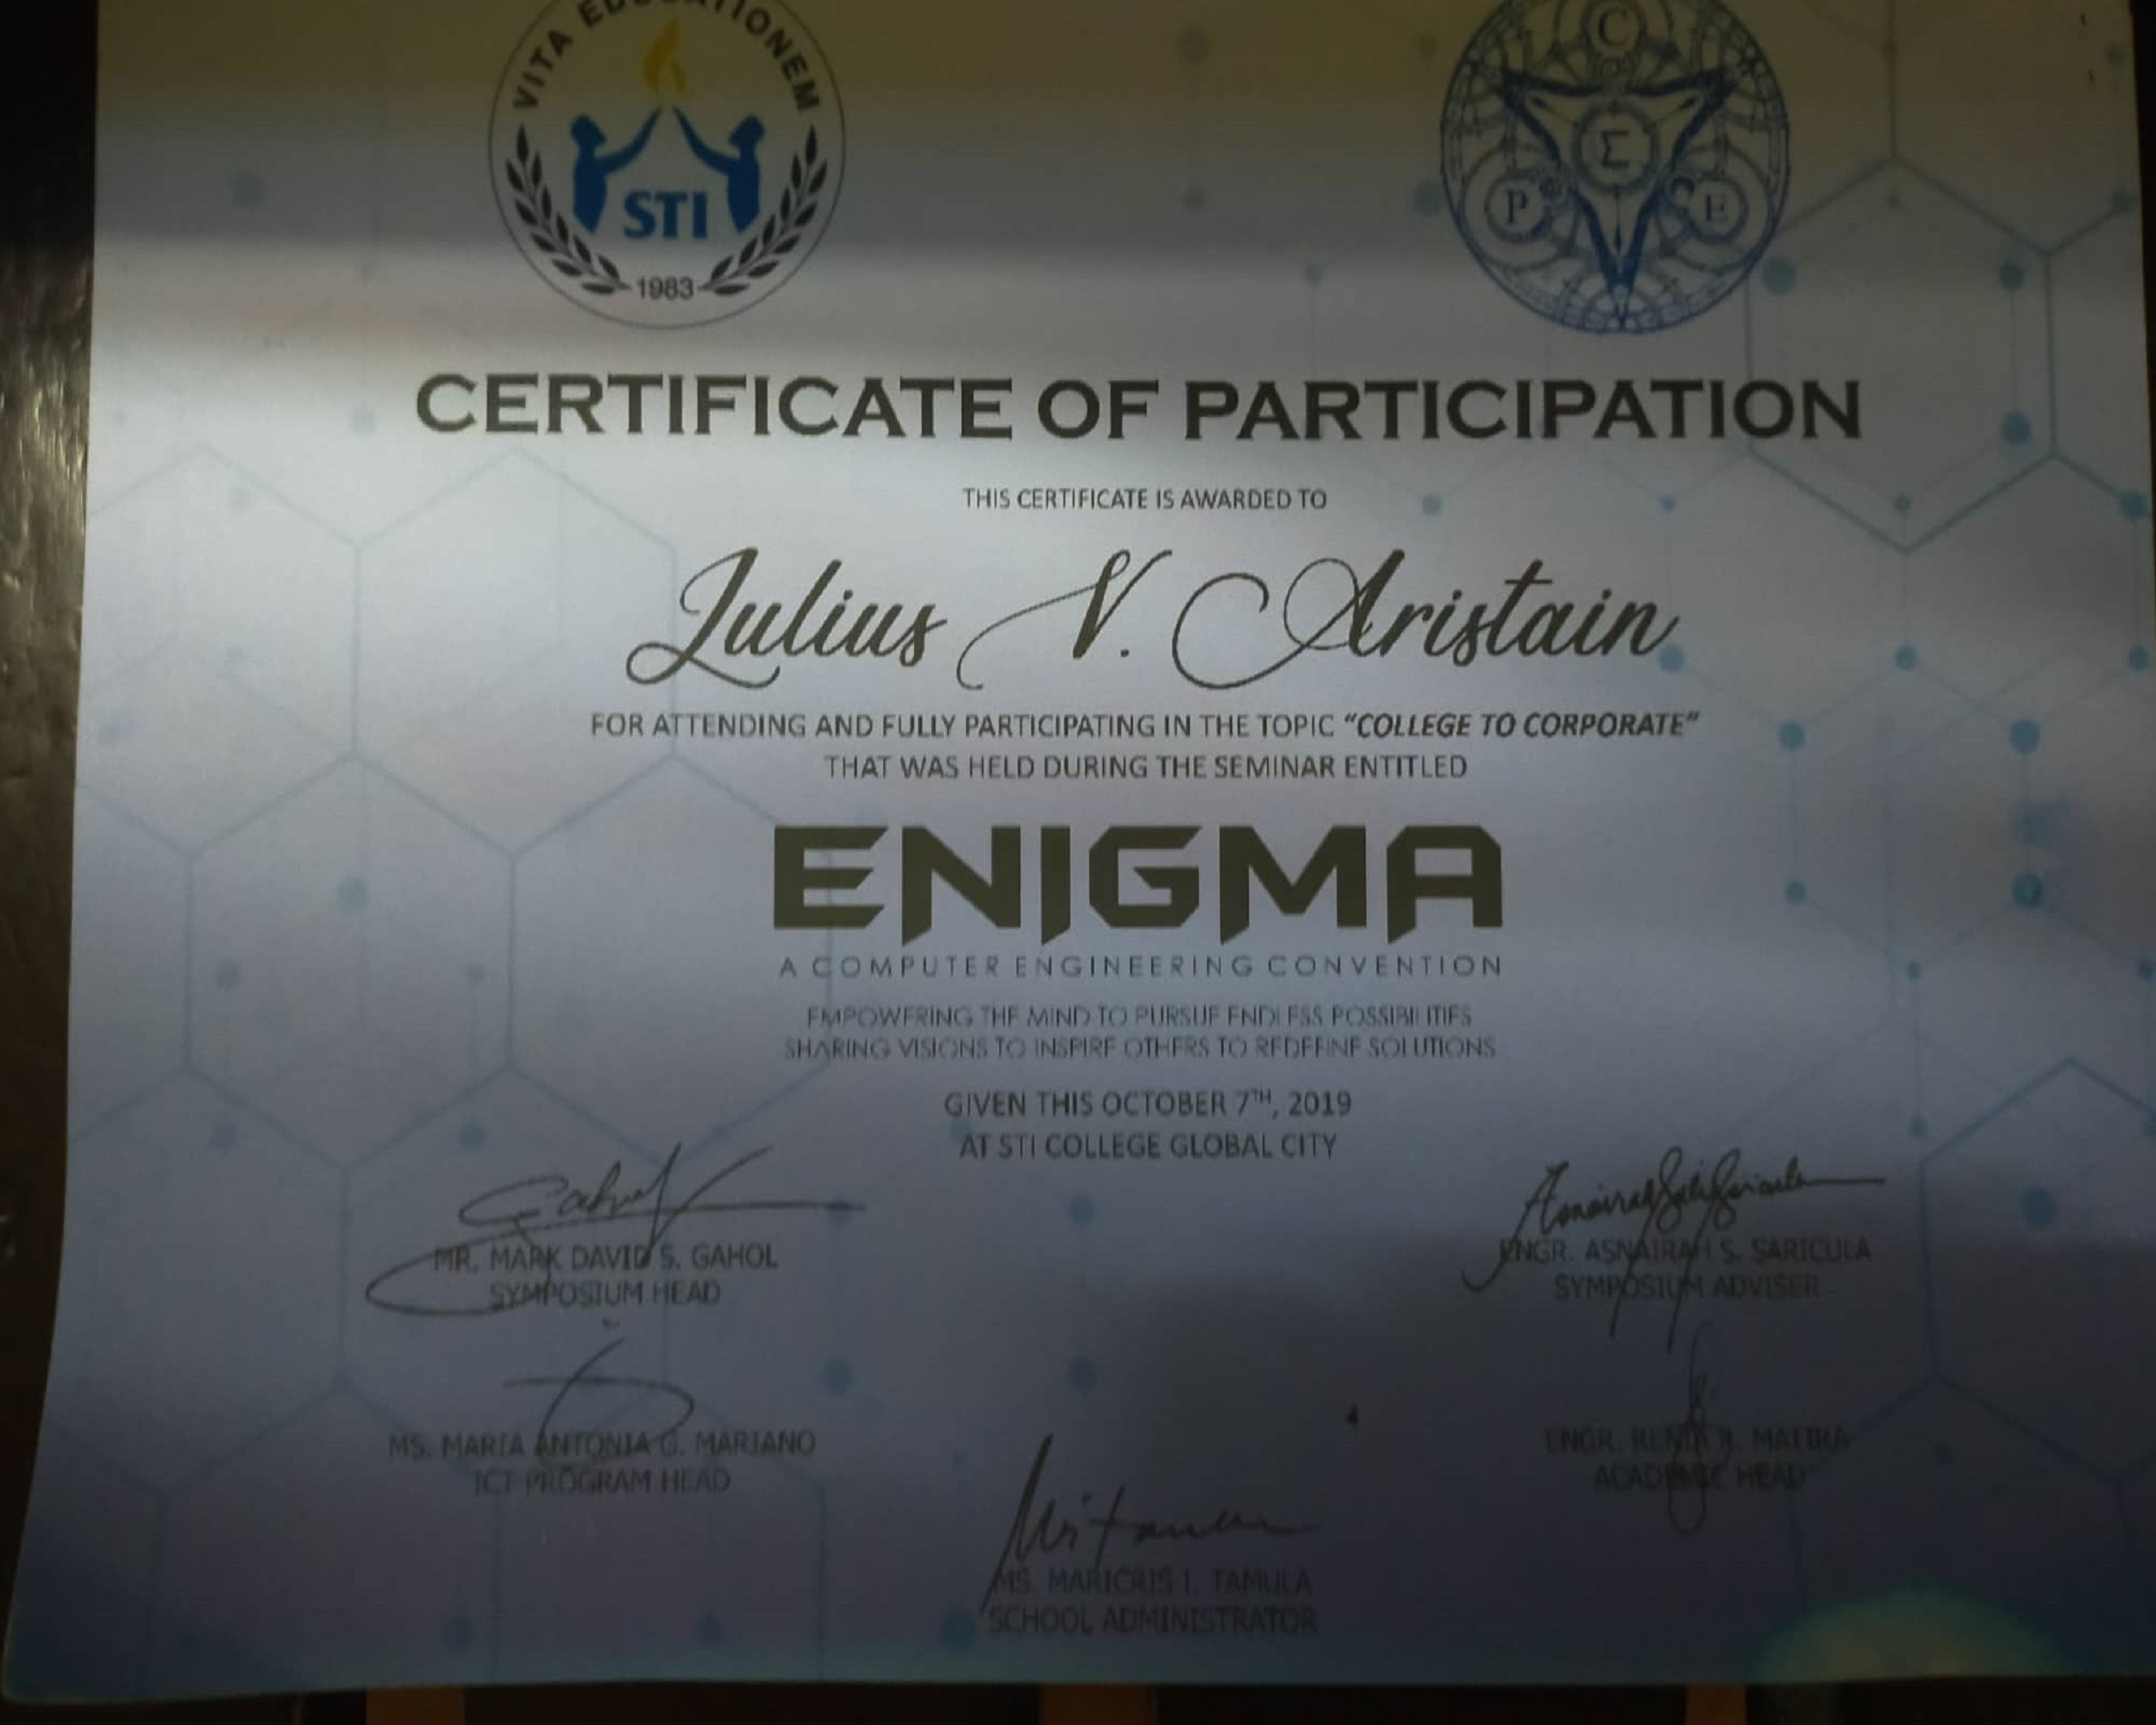 VITA EDUCATIONEM
STI
1983
C
Σ
P E
CERTIFICATE OF PARTICIPATION
THIS CERTIFICATE IS AWARDED TO
Julius V. Aristain
FOR ATTENDING AND FULLY PARTICIPATING IN THE TOPIC “COLLEGE TO CORPORATE”
THAT WAS HELD DURING THE SEMINAR ENTITLED
ENIGMA
A COMPUTER ENGINEERING CONVENTION
EMPOWERING THE MIND TO PURSUE ENDLESS POSSIBILITIES
SHARING VISIONS TO INSPIRE OTHERS TO REDEFINE SOLUTIONS
GIVEN THIS OCTOBER 7TH, 2019
AT STI COLLEGE GLOBAL CITY
MR. MARK DAVID S. GAHOL
SYMPOSIUM HEAD
ENGR. ASNAIRAH S. SARICULA
SYMPOSIUM ADVISER
MS. MARIA ANTONIA G. MARIANO
ICT PROGRAM HEAD
ENGR. MATIRA
ACADEMIC HEAD
MS. MARICRIS I. TAMULA
SCHOOL ADMINISTRATOR